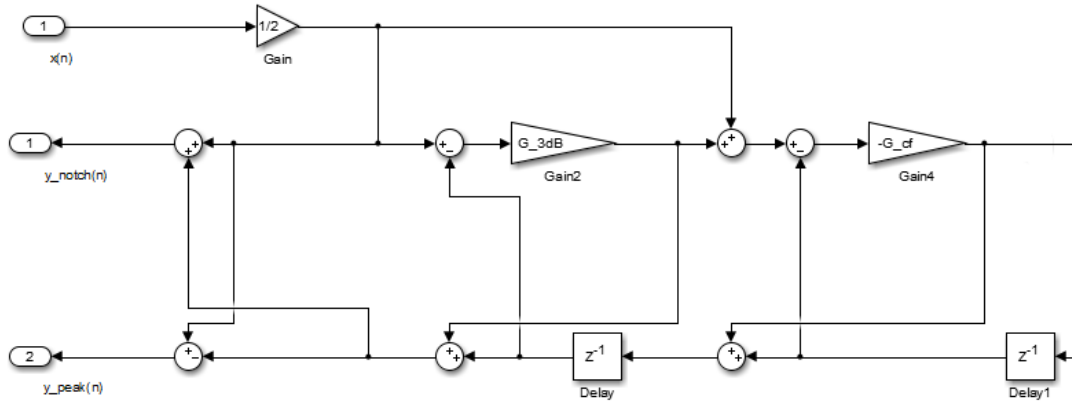 1
1/2
x(n)
Gain
+ +
1
+ +
+ −
G_3dB
+ −
-G_cf
y_notch(n)
Gain2
Gain4
2
+ −
+ +
z-1
+ +
z-1
y_peak(n)
Delay
Delay1